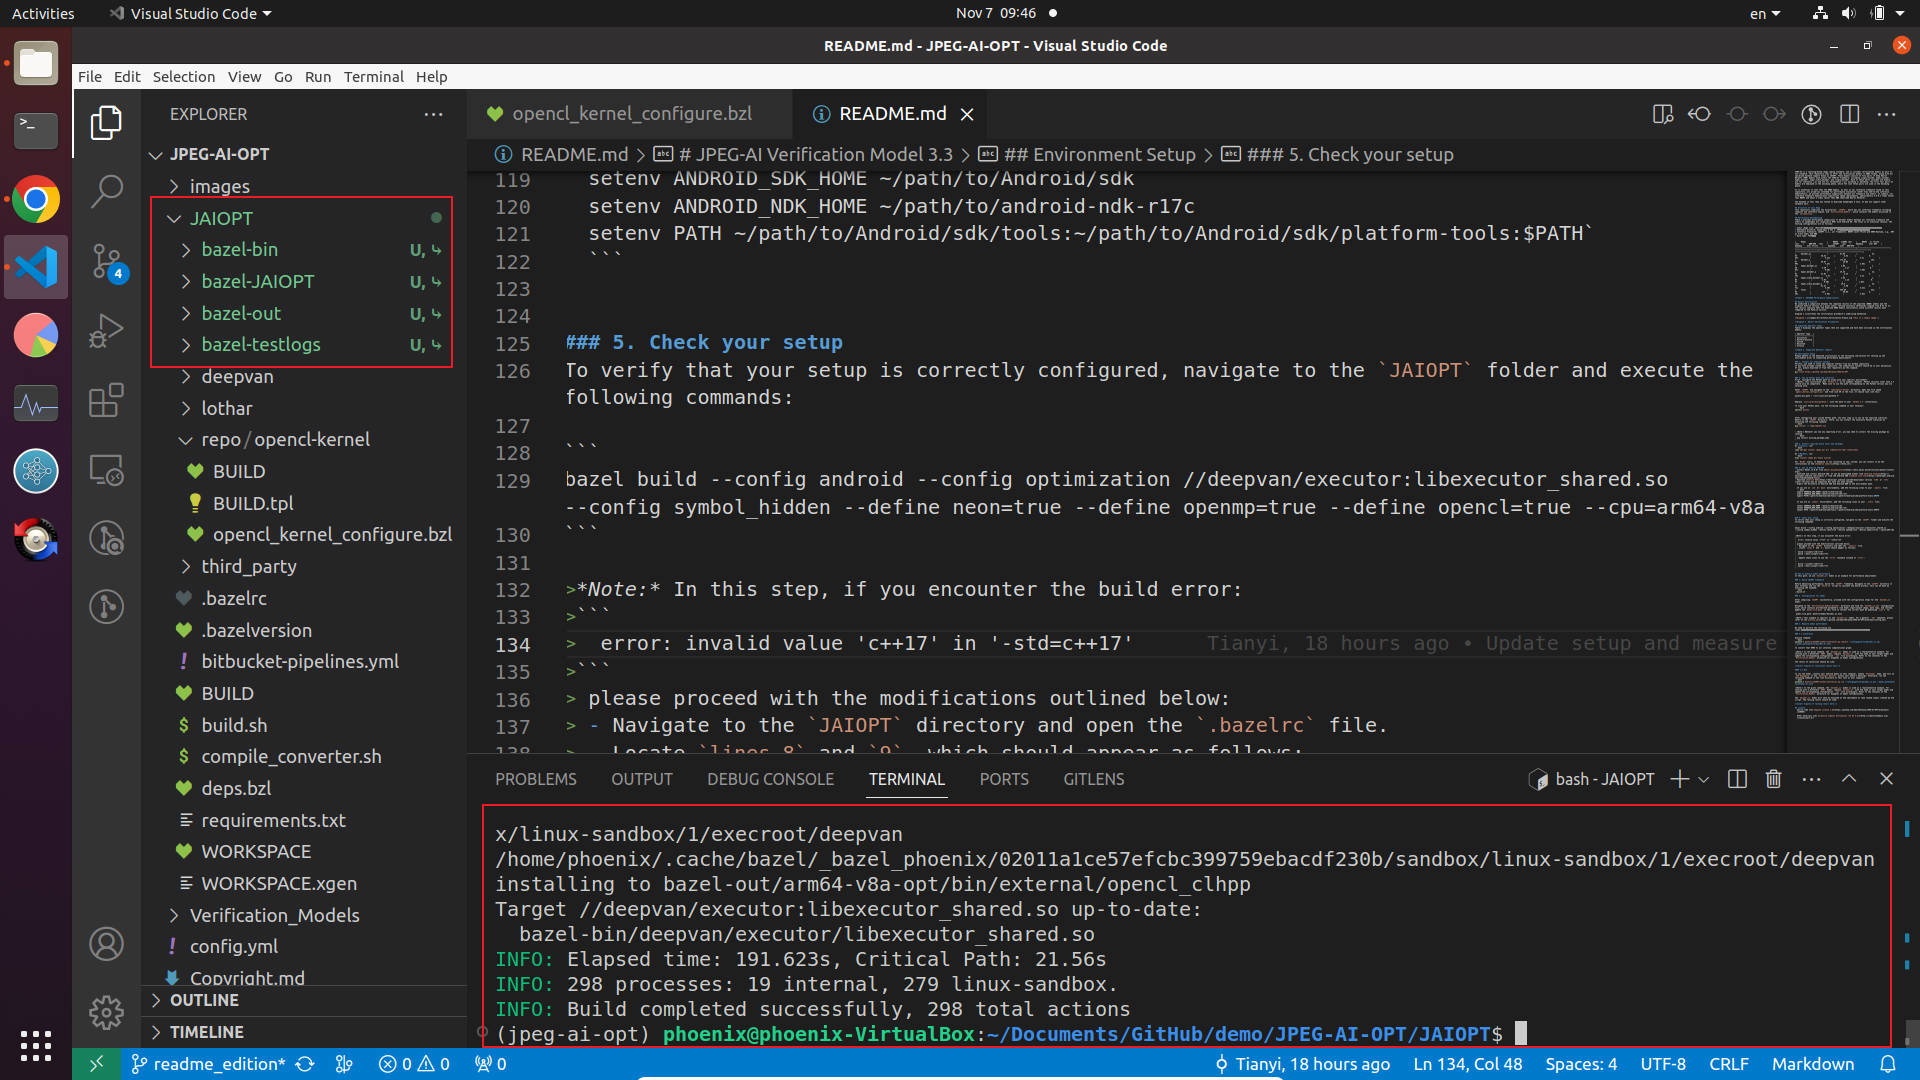 Activities
Visual Studio Code
Nov 7 09:46
en
README.md - JPEG-AI-OPT - Visual Studio Code
File Edit Selection View Go Run Terminal Help
EXPLORER
JPEG-AI-OPT
images
JAIOPT
bazel-bin U,
bazel-JAIOPT U,
bazel-out U,
bazel-testlogs U,
deepvan
lothar
repo/opencl-kernel
BUILD
BUILD.tpl
opencl_kernel_configure.bzl
third_party
.bazelrc
.bazelversion
bitbucket-pipelines.yml
BUILD
build.sh
compile_converter.sh
deps.bzl
requirements.txt
WORKSPACE
WORKSPACE.xgen
Verification_Models
config.yml
Copyright.md
OUTLINE
TIMELINE
4
opencl_kernel_configure.bzl
README.md
README.md > # JPEG-AI Verification Model 3.3 > ## Environment Setup > ### 5. Check your setup
119 setenv ANDROID_SDK_HOME ~/path/to/Android/sdk
120 setenv ANDROID_NDK_HOME ~/path/to/android-ndk-r17c
121 setenv PATH ~/path/to/Android/sdk/tools:~/path/to/Android/sdk/platform-tools:$PATH`
122 ```
123
124
125 ### 5. Check your setup
126 To verify that your setup is correctly configured, navigate to the `JAIOPT` folder and execute the
following commands:
127
128 ```
129 bazel build --config android --config optimization //deepvan/executor:libexecutor_shared.so
--config symbol_hidden --define neon=true --define openmp=true --define opencl=true --cpu=arm64-v8a
130 ```
131
132 >*Note:* In this step, if you encounter the build error:
133 >```
134 > error: invalid value 'c++17' in '-std=c++17' Tianyi, 18 hours ago • Update setup and measure
135 >```
136 > please proceed with the modifications outlined below:
137 > - Navigate to the `JAIOPT` directory and open the `.bazelrc` file.
138 > - Locate `lines 8` and `9`, which should appear as follows:
PROBLEMS OUTPUT DEBUG CONSOLE TERMINAL PORTS GITLENS
bash - JAIOPT
x/linux-sandbox/1/execroot/deepvan
/home/phoenix/.cache/bazel/_bazel_phoenix/02011a1ce57efcbc399759ebacdf230b/sandbox/linux-sandbox/1/execroot/deepvan
installing to bazel-out/arm64-v8a-opt/bin/external/opencl_clhpp
Target //deepvan/executor:libexecutor_shared.so up-to-date:
bazel-bin/deepvan/executor/libexecutor_shared.so
INFO: Elapsed time: 191.623s, Critical Path: 21.56s
INFO: 298 processes: 19 internal, 279 linux-sandbox.
INFO: Build completed successfully, 298 total actions
(jpeg-ai-opt) phoenix@phoenix-VirtualBox:~/Documents/GitHub/demo/JPEG-AI-OPT/JAIOPT$
readme_edition* 0 0 0
Tianyi, 18 hours ago Ln 134, Col 48 Spaces: 4 UTF-8 CRLF Markdown